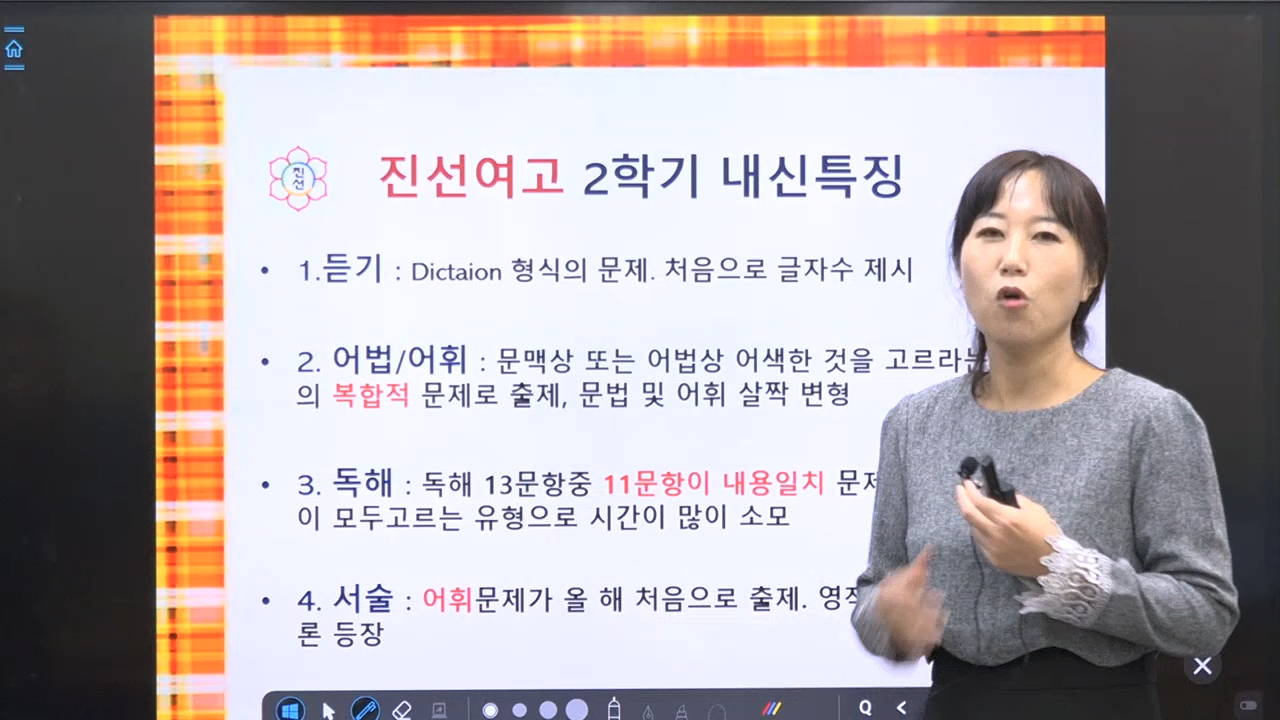 진선
진선여고 2학기 내신특징
• 1.듣기 : Dictaion 형식의 문제. 처음으로 글자수 제시
• 2. 어법/어휘 : 문맥상 또는 어법상 어색한 것을 고르라는
의 복합적 문제로 출제, 문법 및 어휘 살짝 변형
• 3. 독해 : 독해 13문항중 11문항이 내용일치
이 모두고르는 유형으로 시간이 많이 소모
• 4. 서술 : 어휘문제가 올 해 처음으로 출제.
론 등장